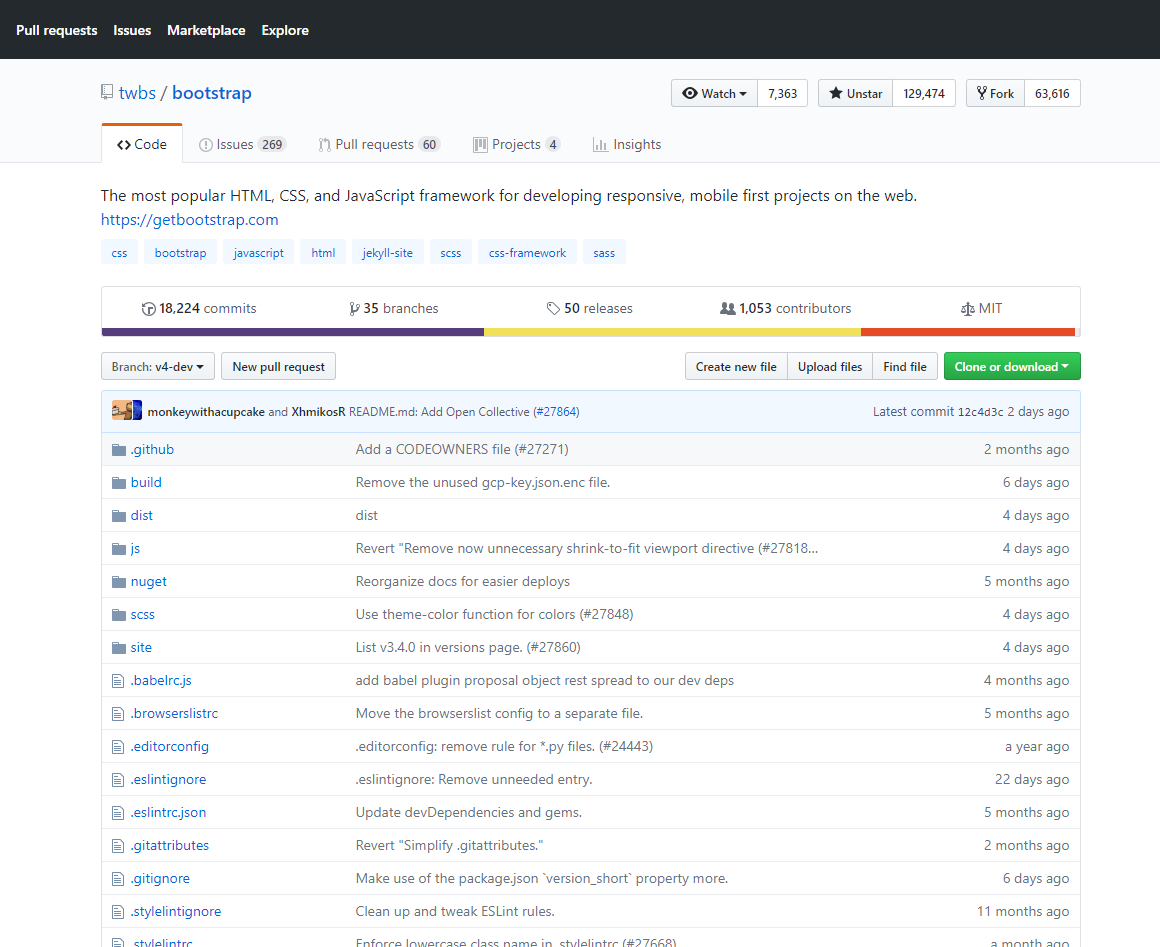 Pull requests Issues Marketplace Explore
twbs / bootstrap Watch 7,363 Unstar 129,474 Fork 63,616
Code Issues 269 Pull requests 60 Projects 4 Insights
The most popular HTML, CSS, and JavaScript framework for developing responsive, mobile first projects on the web.
https://getbootstrap.com
css bootstrap javascript html jekyll-site scss css-framework sass
18,224 commits 35 branches 50 releases 1,053 contributors MIT
Branch: v4-dev New pull request Create new file Upload files Find file Clone or download
monkeywithacupcake and XhmikosR README.md: Add Open Collective (#27864) Latest commit 12c4d3c 2 days ago
.github Add a CODEOWNERS file (#27271) 2 months ago
build Remove the unused gcp-key.json.enc file. 6 days ago
dist dist 4 days ago
js Revert "Remove now unnecessary shrink-to-fit viewport directive (#27818… 4 days ago
nuget Reorganize docs for easier deploys 5 months ago
scss Use theme-color function for colors (#27848) 4 days ago
site List v3.4.0 in versions page. (#27860) 4 days ago
.babelrc.js add babel plugin proposal object rest spread to our dev deps 4 months ago
.browserslistrc Move the browserslist config to a separate file. 5 months ago
.editorconfig .editorconfig: remove rule for *.py files. (#24443) a year ago
.eslintignore .eslintignore: Remove unneeded entry. 22 days ago
.eslintrc.json Update devDependencies and gems. 5 months ago
.gitattributes Revert "Simplify .gitattributes." 2 months ago
.gitignore Make use of the package.json `version_short` property more. 6 days ago
.stylelintignore Clean up and tweak ESLint rules. 11 months ago
.stylelintrc Enforce lowercase class name in .stylelintrc (#27668) a month ago